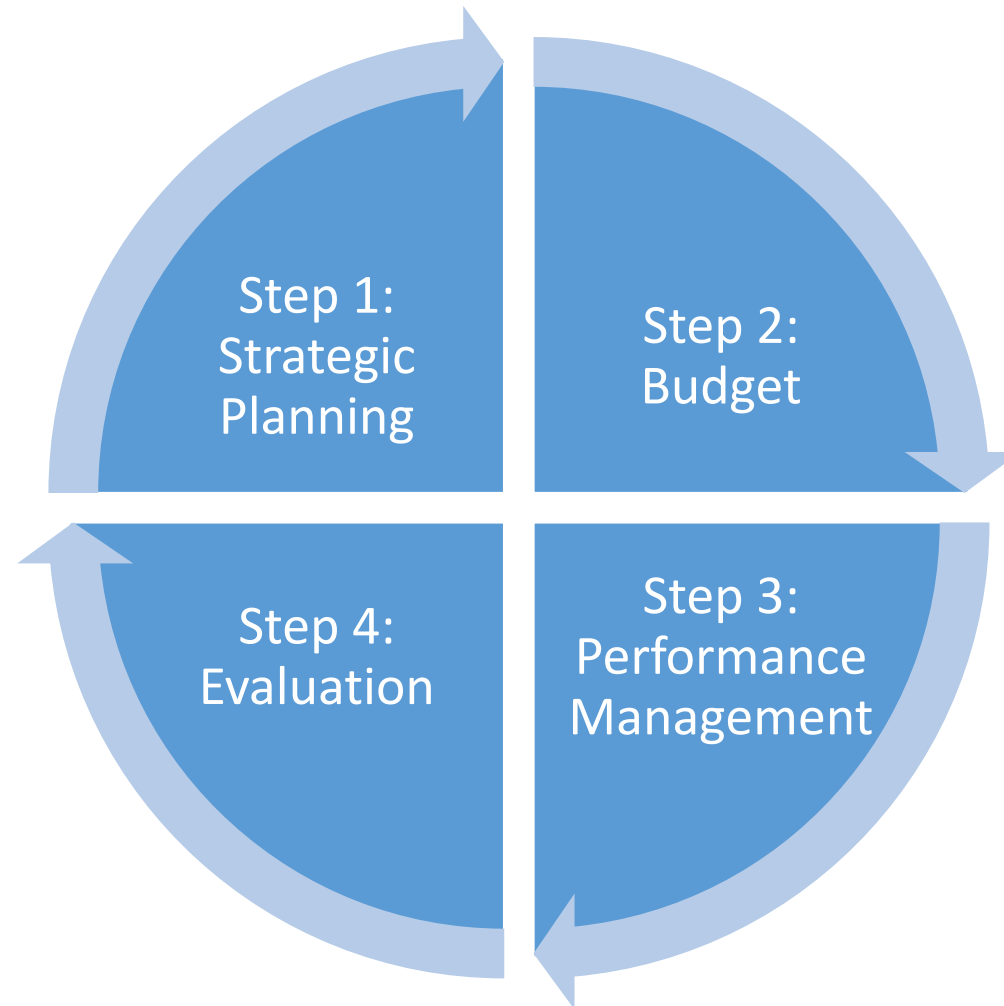 Step 1:
Strategic
Planning
Step 2:
Budget
Step 3:
Performance
Management
Step 4:
Evaluation